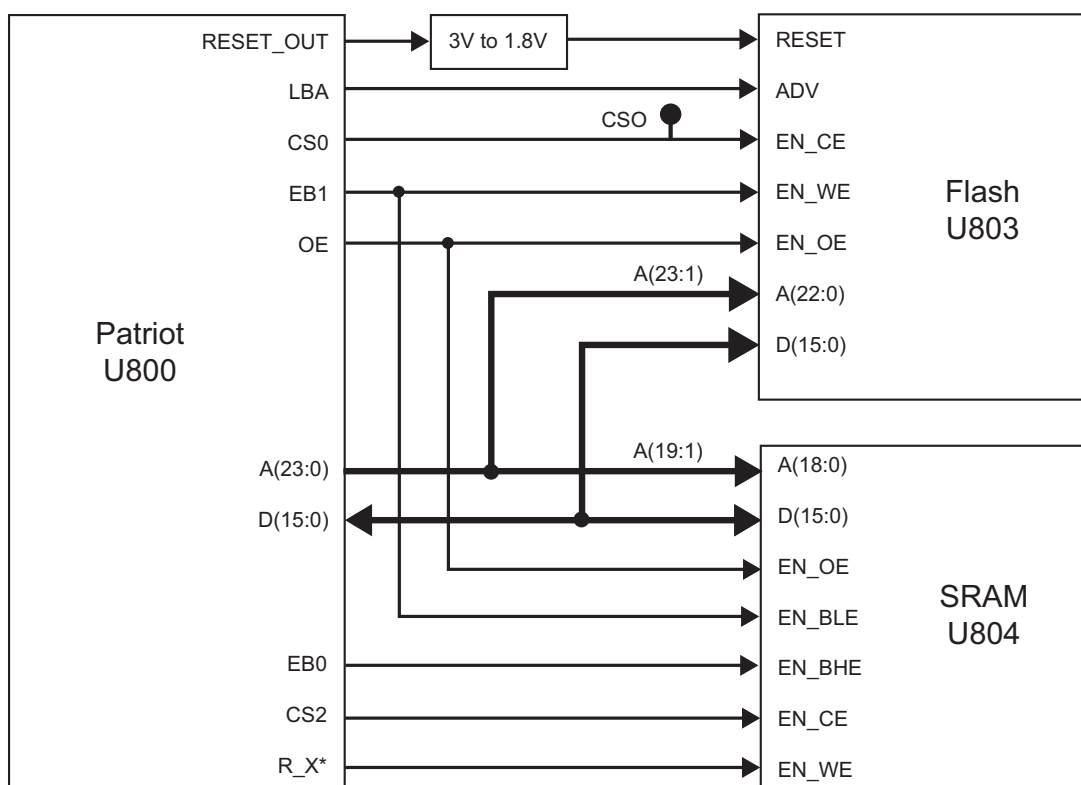 RESET_OUT
3V to 1.8V
RESET
LBA
ADV
CSO
CS0
EN_CE
EB1
EN_WE
Flash
U803
OE
EN_OE
A(23:1)
A(22:0)
Patriot
U800
D(15:0)
A(23:0)
A(19:1)
A(18:0)
D(15:0)
D(15:0)
EN_OE
SRAM
U804
EN_BLE
EB0
EN_BHE
CS2
EN_CE
R_X*
EN_WE